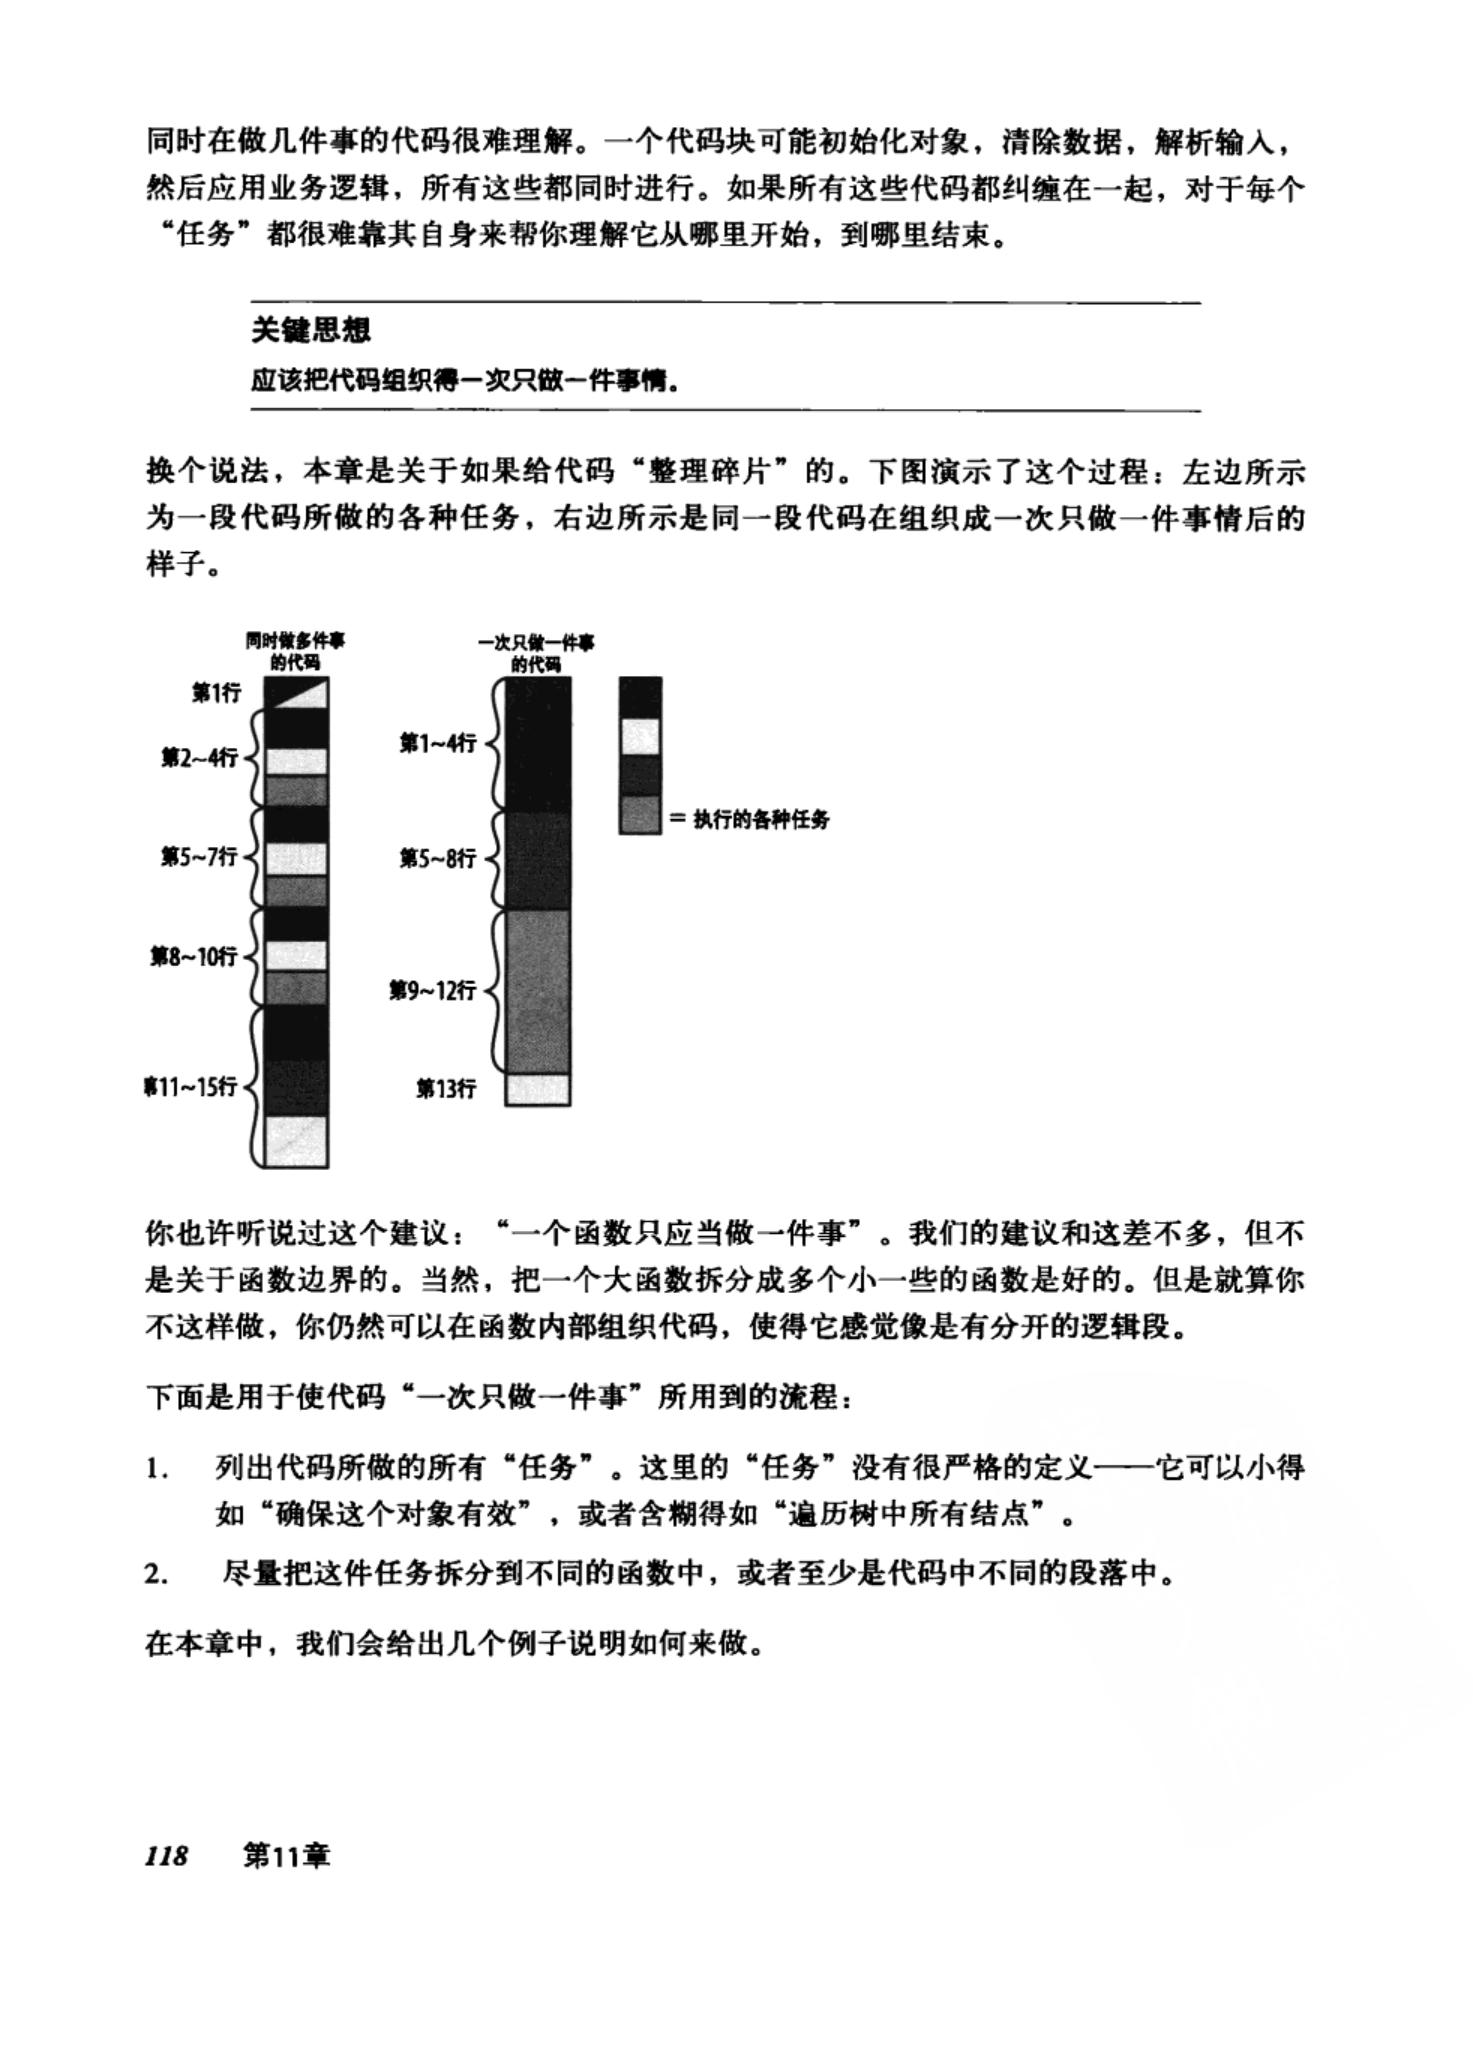 同时在做几件事的代码很难理解。一个代码块可能初始化对象，清除数据，解析输入，
然后应用业务逻辑，所有这些都同时进行。如果所有这些代码都纠缠在一起，对于每个
“任务”都很难靠其自身来帮你理解它从哪里开始，到哪里结束。
关键思想
应该把代码组织得一次只做一件事情。
换个说法，本章是关于如果给代码“整理碎片”的。下图演示了这个过程：左边所示
为一段代码所做的各种任务，右边所示是同一段代码在组织成一次只做一件事情后的
样子。
同时做多件事
的代码
第1行
第2~4行
第5~7行
第8~10行
第11~15行
一次只做一件事
的代码
第1~4行
第5~8行
第9~12行
第13行
= 执行的各种任务
你也许听说过这个建议：“一个函数只应当做一件事”。我们的建议和这差不多，但不
是关于函数边界的。当然，把一个大函数拆分成多个小一些的函数是好的。但是就算你
不这样做，你仍然可以在函数内部组织代码，使得它感觉像是有分开的逻辑段。
下面是用于使代码“一次只做一件事”所用到的流程：
1. 列出代码所做的所有“任务”。这里的“任务”没有很严格的定义——它可以小得
如“确保这个对象有效”，或者含糊得如“遍历树中所有结点”。
2. 尽量把这件任务拆分到不同的函数中，或者至少是代码中不同的段落中。
在本章中，我们会给出几个例子说明如何来做。
118 第11章